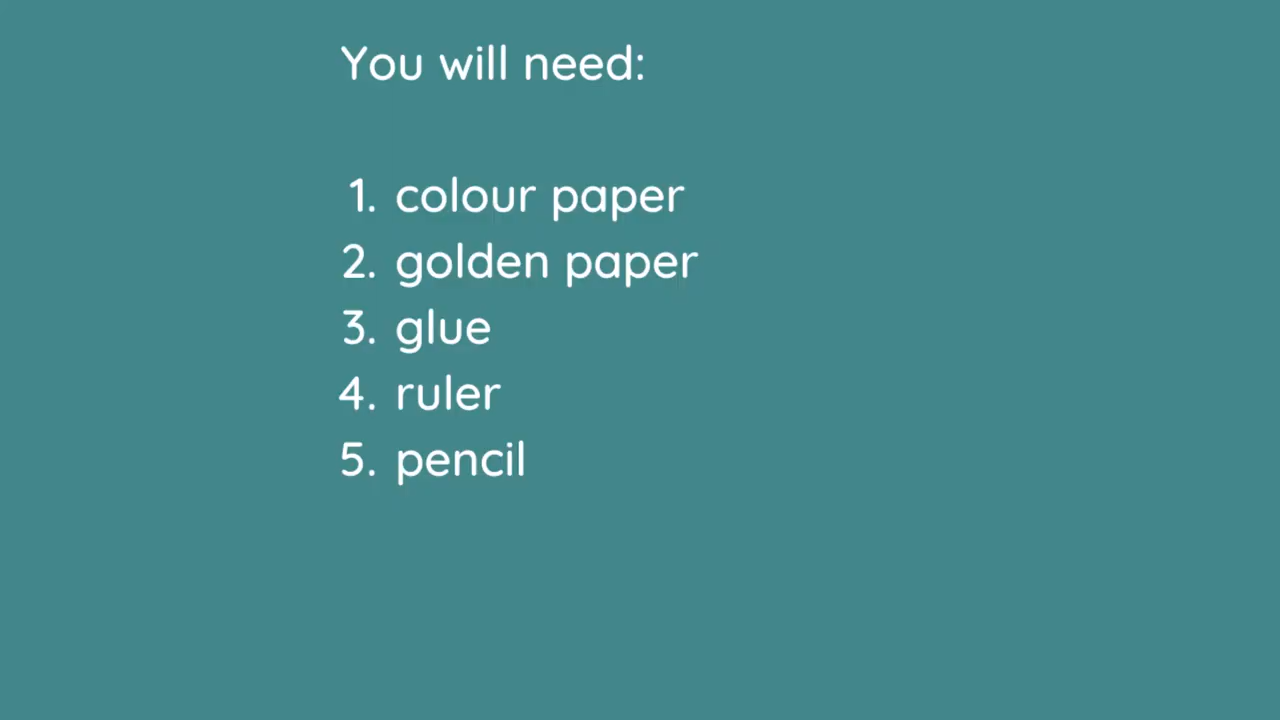 You will need:
1. colour paper
2. golden paper
3. glue
4. ruler
5. pencil